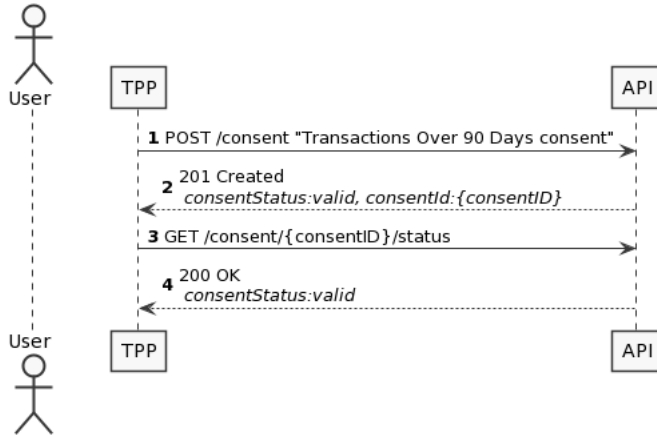 User
TPP
API
1 POST /consent "Transactions Over 90 Days consent"
2 201 Created
consentStatus:valid, consentId:{consentID}
3 GET /consent/{consentID}/status
4 200 OK
consentStatus:valid
User
TPP
API